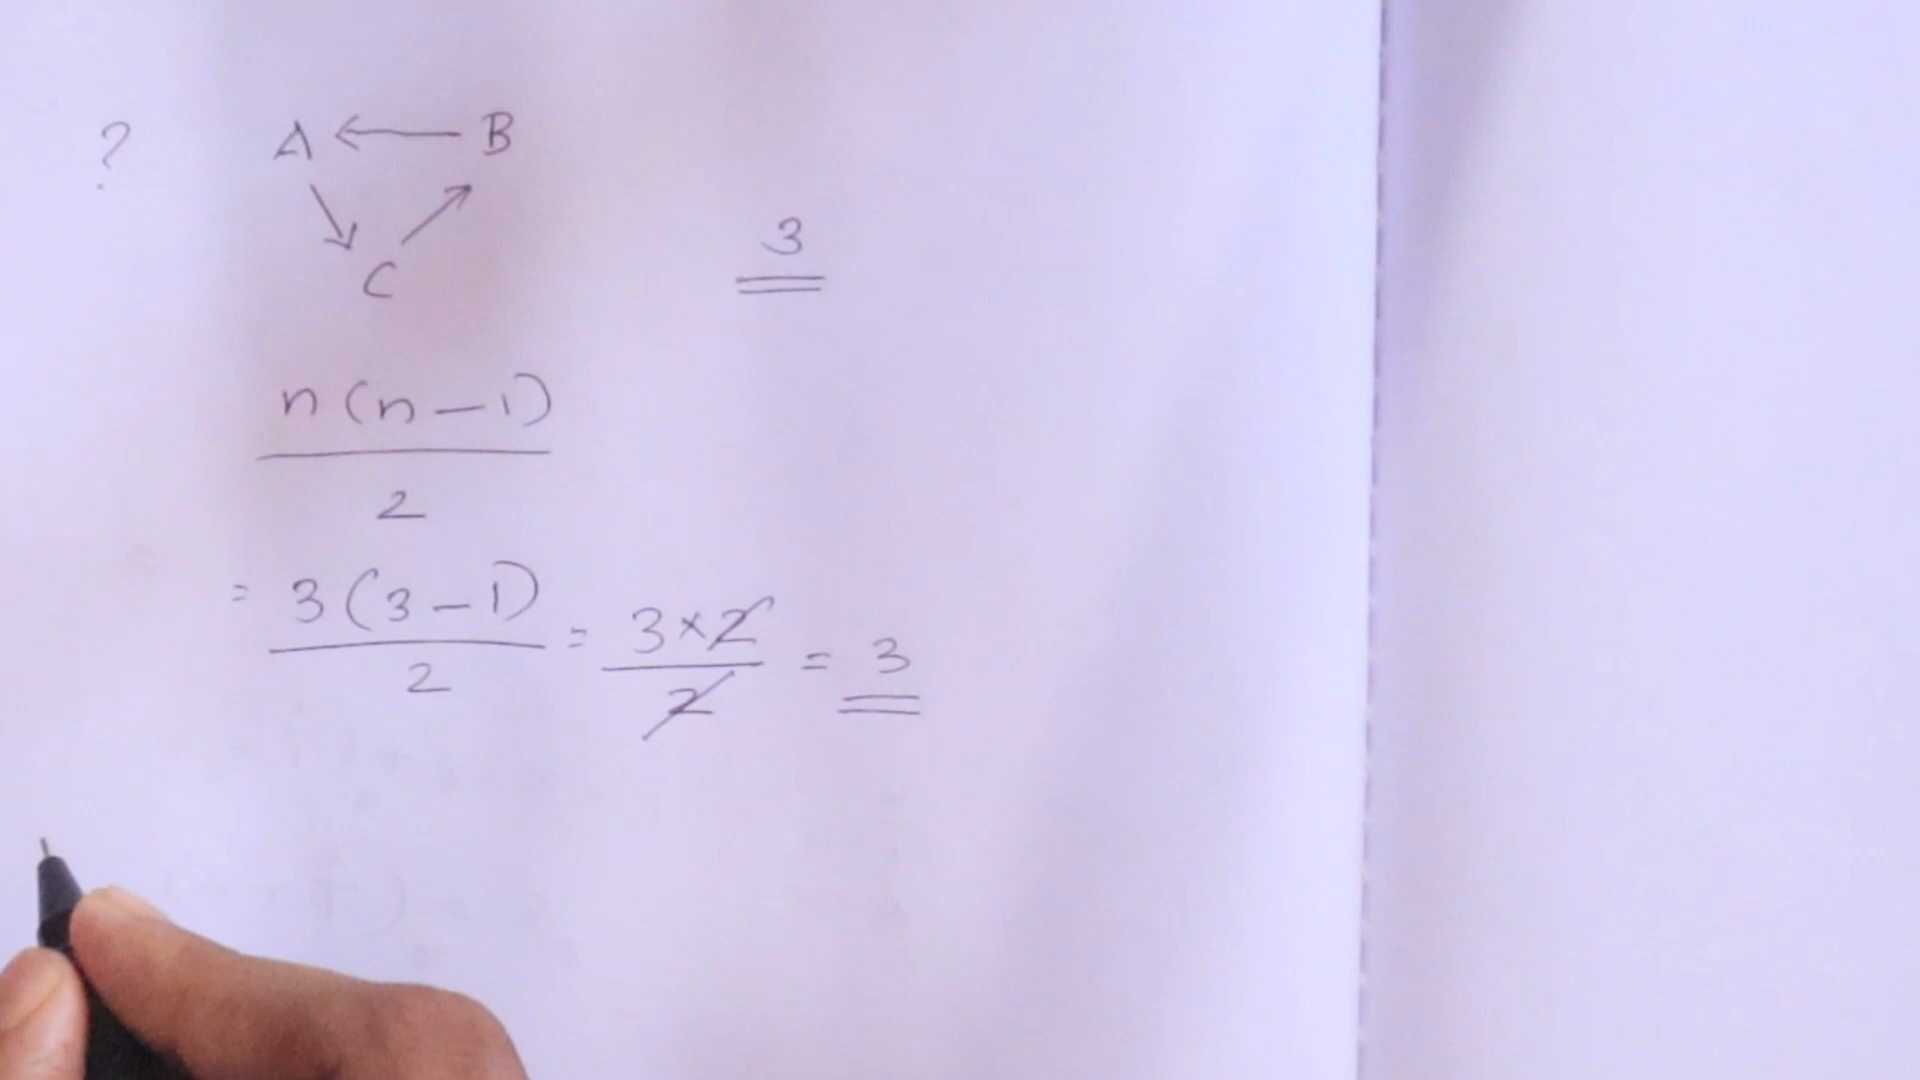 ? A ← B
C
3
n(n-1)
2
= 3(3-1) = 3×2 = 3
2 2